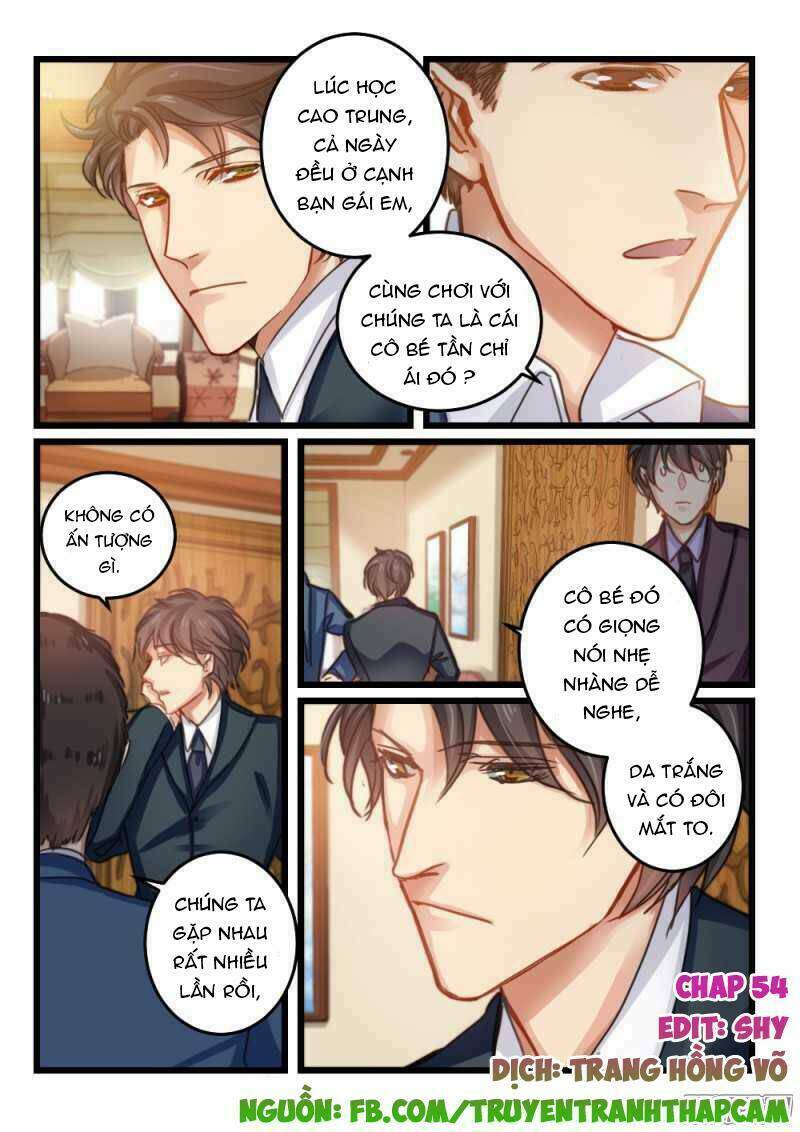 LÚC HỌC
CAO TRUNG,
CẢ NGÀY
ĐỀU Ở CẠNH
BẠN GÁI EM,
CÙNG CHƠI VỚI
CHÚNG TA LÀ CÁI
CÔ BÉ TẦN CHỈ
ÁI ĐÓ ?
KHÔNG CÓ
ẤN TƯỢNG
GÌ.
CHÚNG TA
GẶP NHAU
RẤT NHIỀU
LẦN RỒI,
CÔ BÉ ĐÓ
CÓ GIỌNG
NÓI NHẸ
NHÀNG DỄ
NGHE,
DA TRẮNG
VÀ CÓ ĐÔI
MẮT TO.
CHAP 54
EDIT: SHY
DỊCH: TRANG HỒNG VÕ
NGUỒN: FB.COM/TRUYENTRANHTHAPCAM